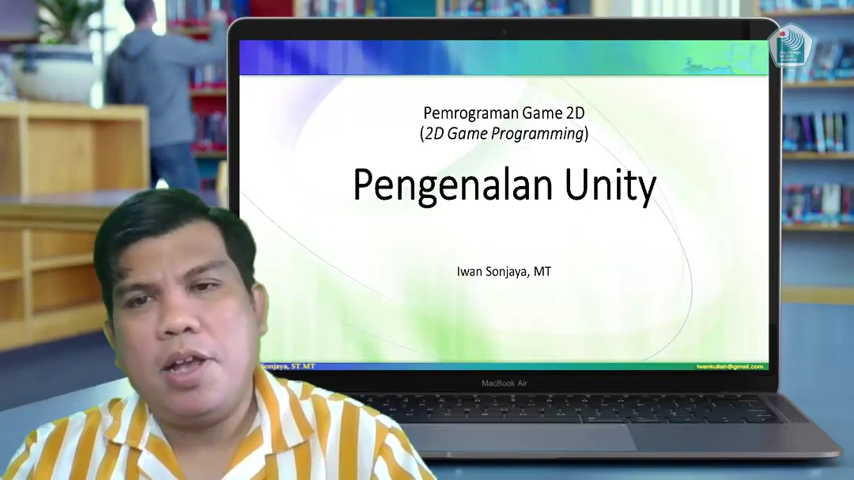 Pemrograman Game 2D
(2D Game Programming)
Pengenalan Unity
Iwan Sonjaya, MT
Sonjaya, ST.MT
iwankuliah@gmail.com
MacBook Air